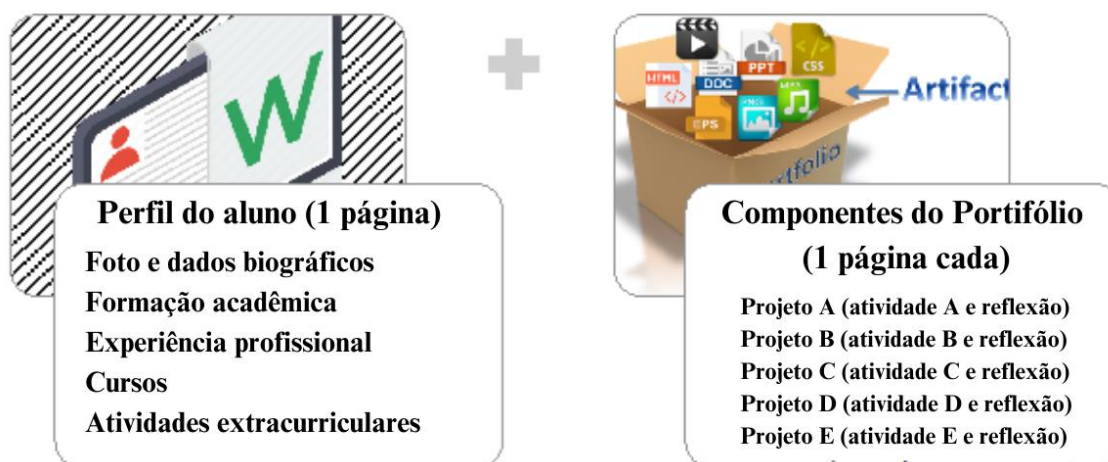 W
HTML
</>
DOC
PPT
</>
CSS
EPS
Artifact
rtfolio
Perfil do aluno (1 página)
Foto e dados biográficos
Formação acadêmica
Experiência profissional
Cursos
Atividades extracurriculares
Componentes do Portifólio
(1 página cada)
Projeto A (atividade A e reflexão)
Projeto B (atividade B e reflexão)
Projeto C (atividade C e reflexão)
Projeto D (atividade D e reflexão)
Projeto E (atividade E e reflexão)